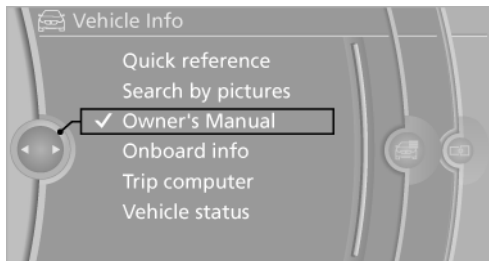 Vehicle Info
Quick reference
Search by pictures
Owner's Manual
Onboard info
Trip computer
Vehicle status